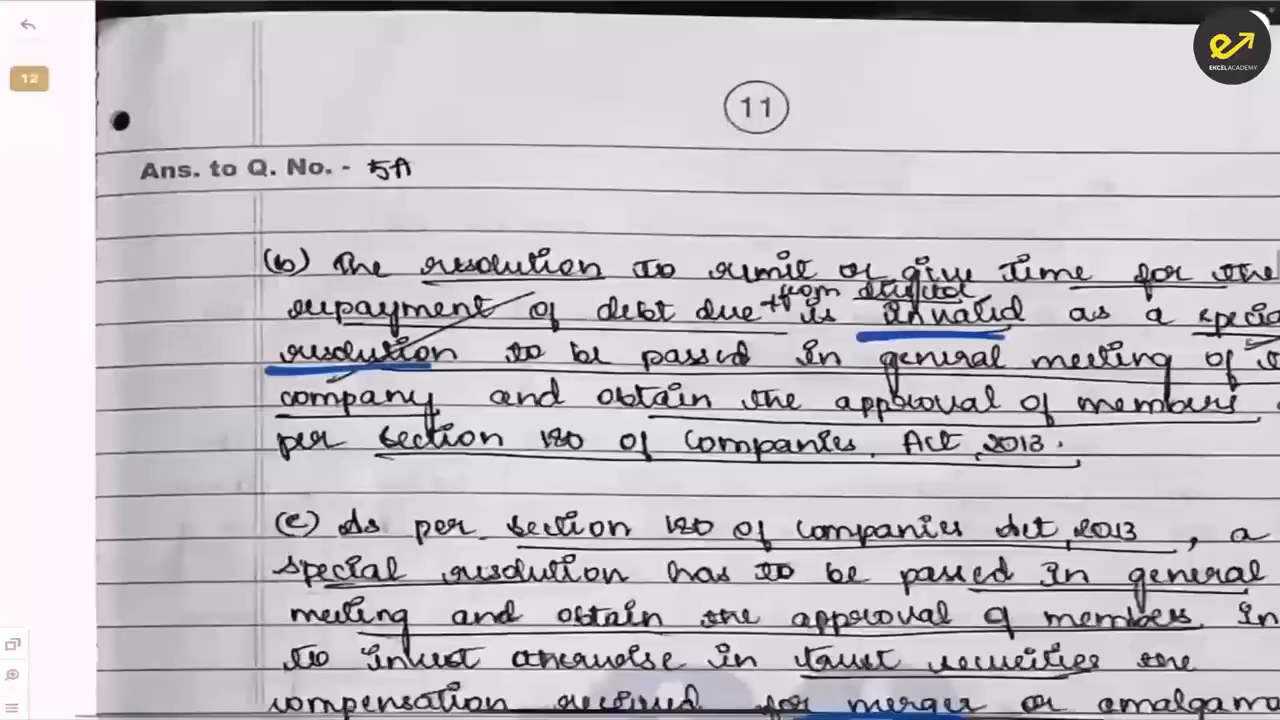 12
EKCELACADEMY
11
Ans. to Q. No. - 5A
(b) The resolution to remit or give time for the
from director
repayment of debt due is invalid as a
resolution to be passed in general meeting of
company and obtain the approval of members
per section 180 of Companies Act, 2013.
(c) As per section 180 of Companies Act, 2013, a
special resolution has to be passed in general
meeting and obtain the approval of members. In
to invest otherwise in trust securities the
compensation received for merger or